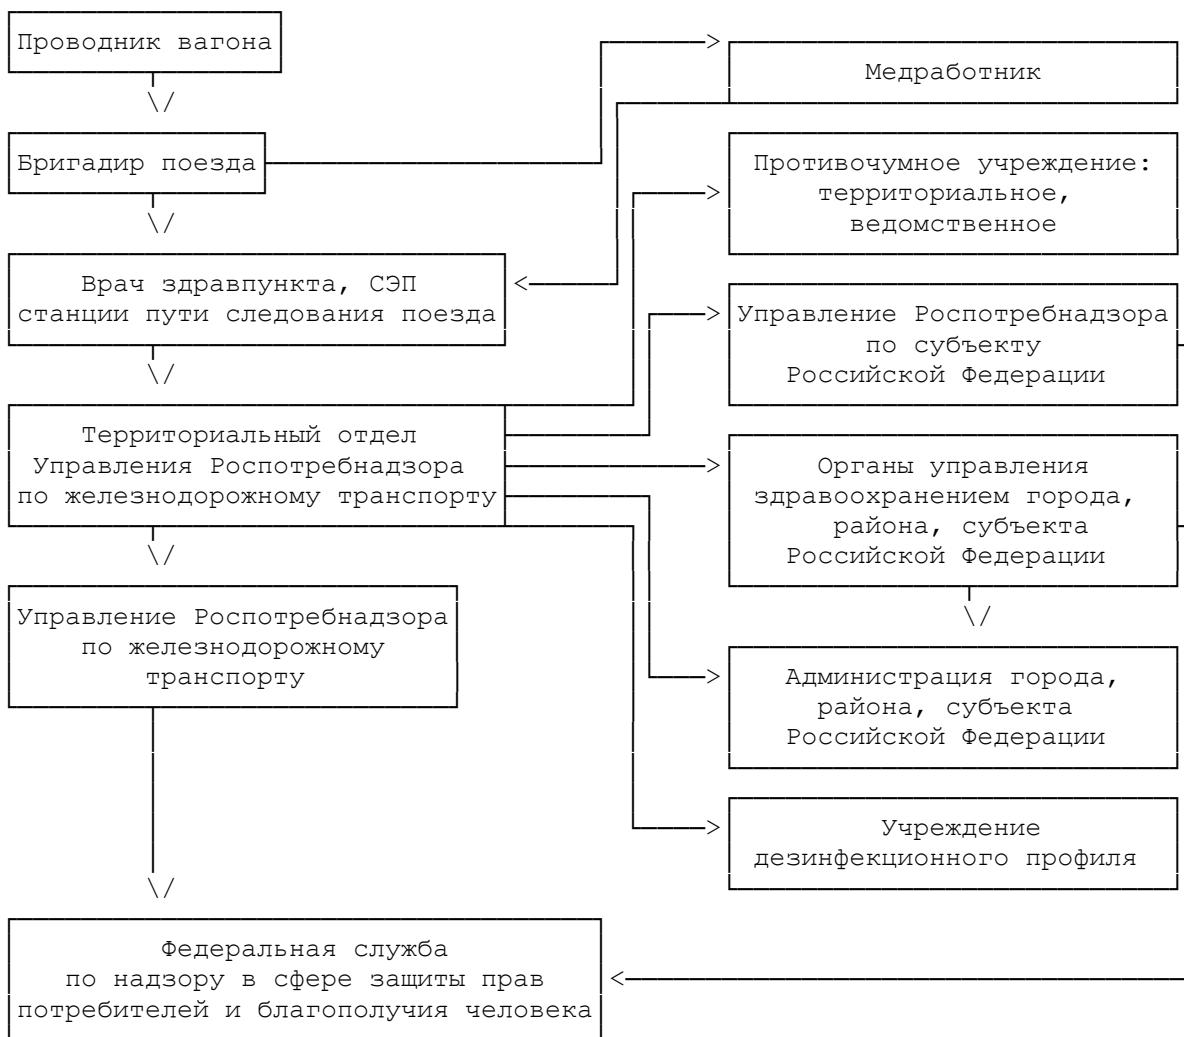 Проводник вагона
Медработник
Бригадир поезда
Противочумное учреждение:
территориальное,
ведомственное
Врач здравпункта, СЭП
станции пути следования поезда
Управление Роспотребнадзора
по субъекту
Российской Федерации
Территориальный отдел
Управления Роспотребнадзора
по железнодорожному транспорту
Органы управления
здравоохранением города,
района, субъекта
Российской Федерации
Управление Роспотребнадзора
по железнодорожному
транспорту
Администрация города,
района, субъекта
Российской Федерации
Учреждение
дезинфекционного профиля
Федеральная служба
по надзору в сфере защиты прав
потребителей и благополучия человека